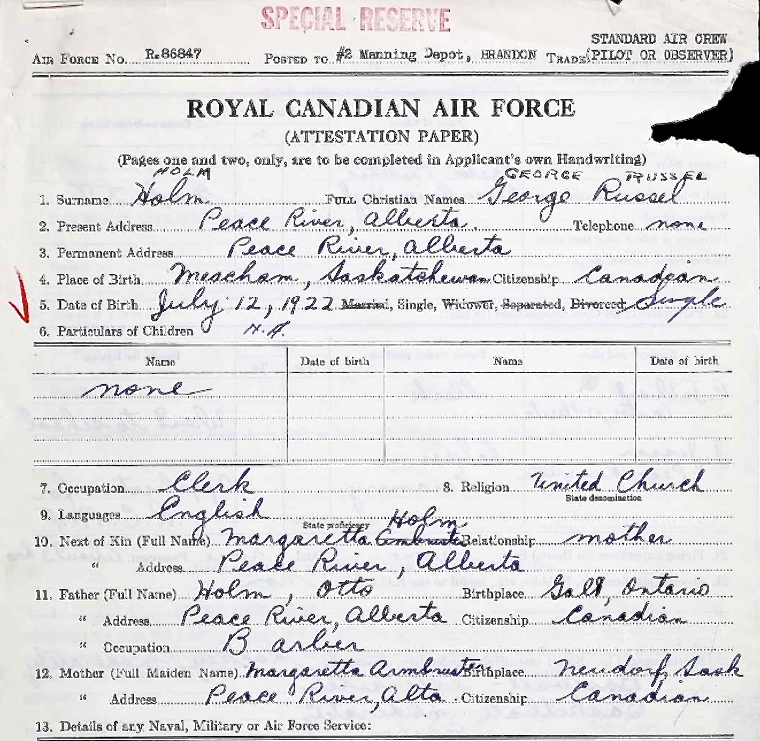 SPECIAL RESERVE
AIR FORCE NO. R.86847 POSTED TO #2 Manning Depot, BRANDON TRADE STANDARD AIR CREW (PILOT OR OBSERVER)
ROYAL CANADIAN AIR FORCE
(ATTESTATION PAPER)
(Pages one and two, only, are to be completed in Applicant's own Handwriting)
HOLM GEORGE RUSSEL
1. Surname Holm FULL Christian Names George Russel
2. Present Address Peace River, Alberta. Telephone none
3. Permanent Address Peace River, Alberta
4. Place of Birth Meacham, Saskatchewan Citizenship Canadian
5. Date of Birth July 12, 1922 Married, Single, Widower, Separated, Divorced, Single
6. Particulars of Children N.A.
Name Date of birth Name Date of birth
none
7. Occupation Clerk 8. Religion United Church
State denomination
9. Languages English
State proficiency Holm
10. Next of Kin (Full Name) Margaretta Armbruster Relationship mother
" Address Peace River, Alberta
11. Father (Full Name) Holm, Otto Birthplace Galt, Ontario
" Address Peace River, Alberta Citizenship Canadian
" Occupation Barber
12. Mother (Full Maiden Name) Margaretta Armbruster Birthplace Neudorf, Sask
" Address Peace River, Alta. Citizenship Canadian
13. Details of any Naval, Military or Air Force Service: